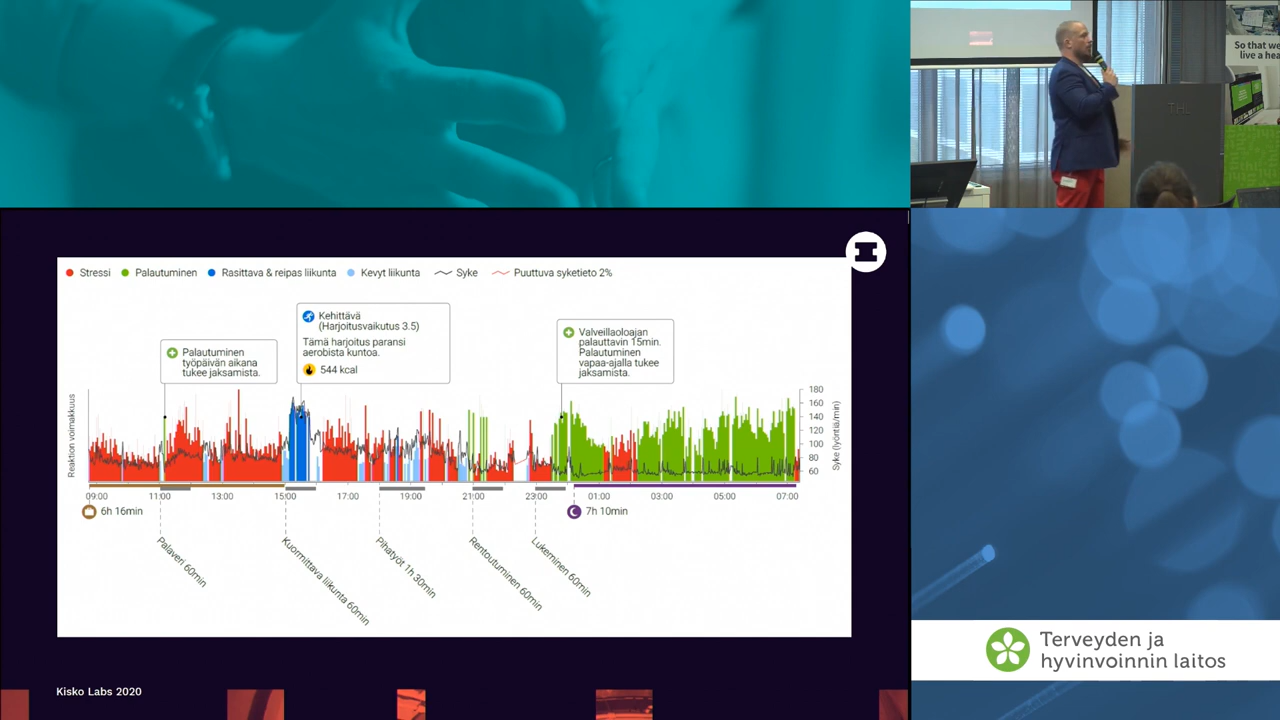 So that we
live a hea
THL
Stressi
Palautuminen
Rasittava & reipas liikunta
Kevyt liikunta
Syke
Puuttuva syketieto 2%
Kehittävä
(Harjoitusvaikutus 3.5)
Tämä harjoitus paransi
aerobista kuntoa.
544 kcal
Palautuminen
työpäivän aikana
tukee jaksamista.
Valveillaoloajan
palauttavin 15min.
Palautuminen
vapaa-ajalla tukee
jaksamista.
Reaktion voimakkuus
180
160
140
120
100
80
60
Syke (lyöntiä/min)
09:00 11:00 13:00 15:00 17:00 19:00 21:00 23:00 01:00 03:00 05:00 07:00
6h 16min
7h 10min
Palaveri 60min
Kuormittava liikunta 60min
Pihatyöt 1h 30min
Rentoutuminen 60min
Lukeminen 60min
Kisko Labs 2020
Terveyden ja
hyvinvoinnin laitos